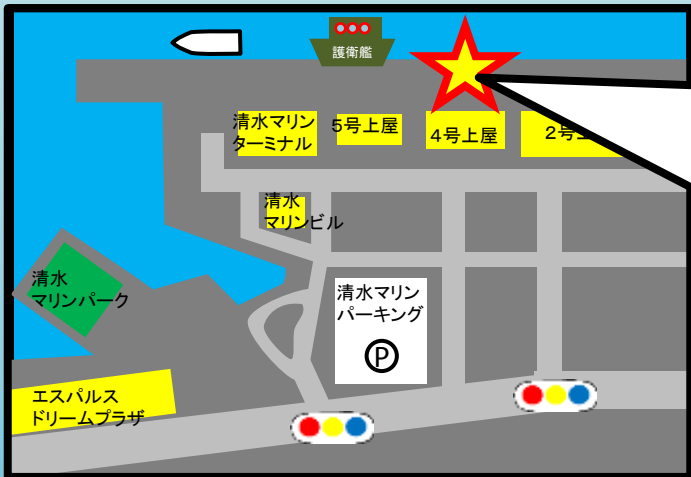 護衛艦
清水マリン
ターミナル
5号上屋
4号上屋
2号上
清水
マリンビル
清水
マリンパーク
清水マリン
パーキング
P
エスパルス
ドリームプラザ